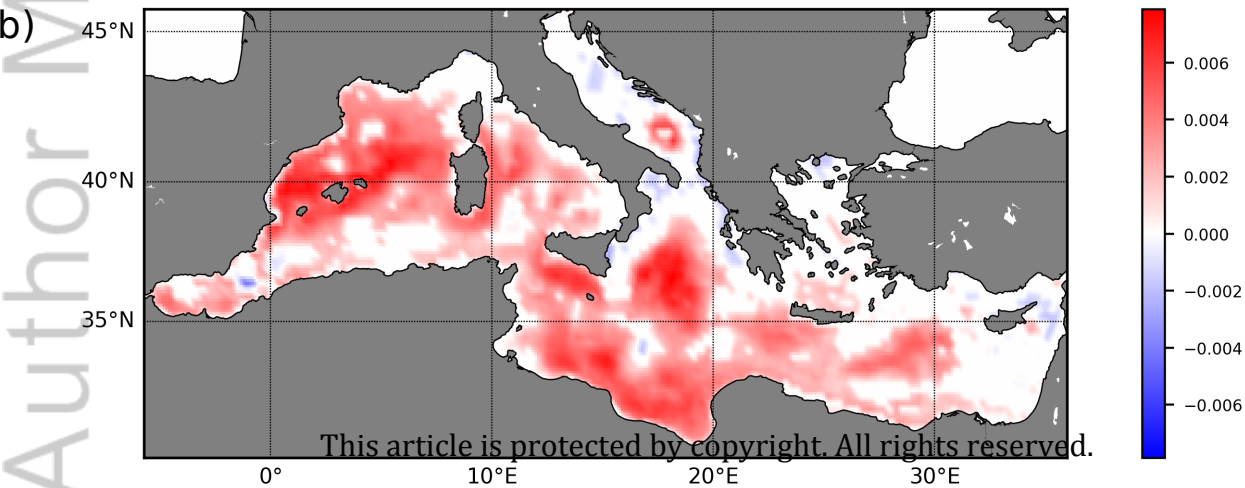 b)
45°N
40°N
35°N
0°
10°E
20°E
30°E
0.006
0.004
0.002
0.000
−0.002
−0.004
−0.006
Author M
This article is protected by copyright. All rights reserved.